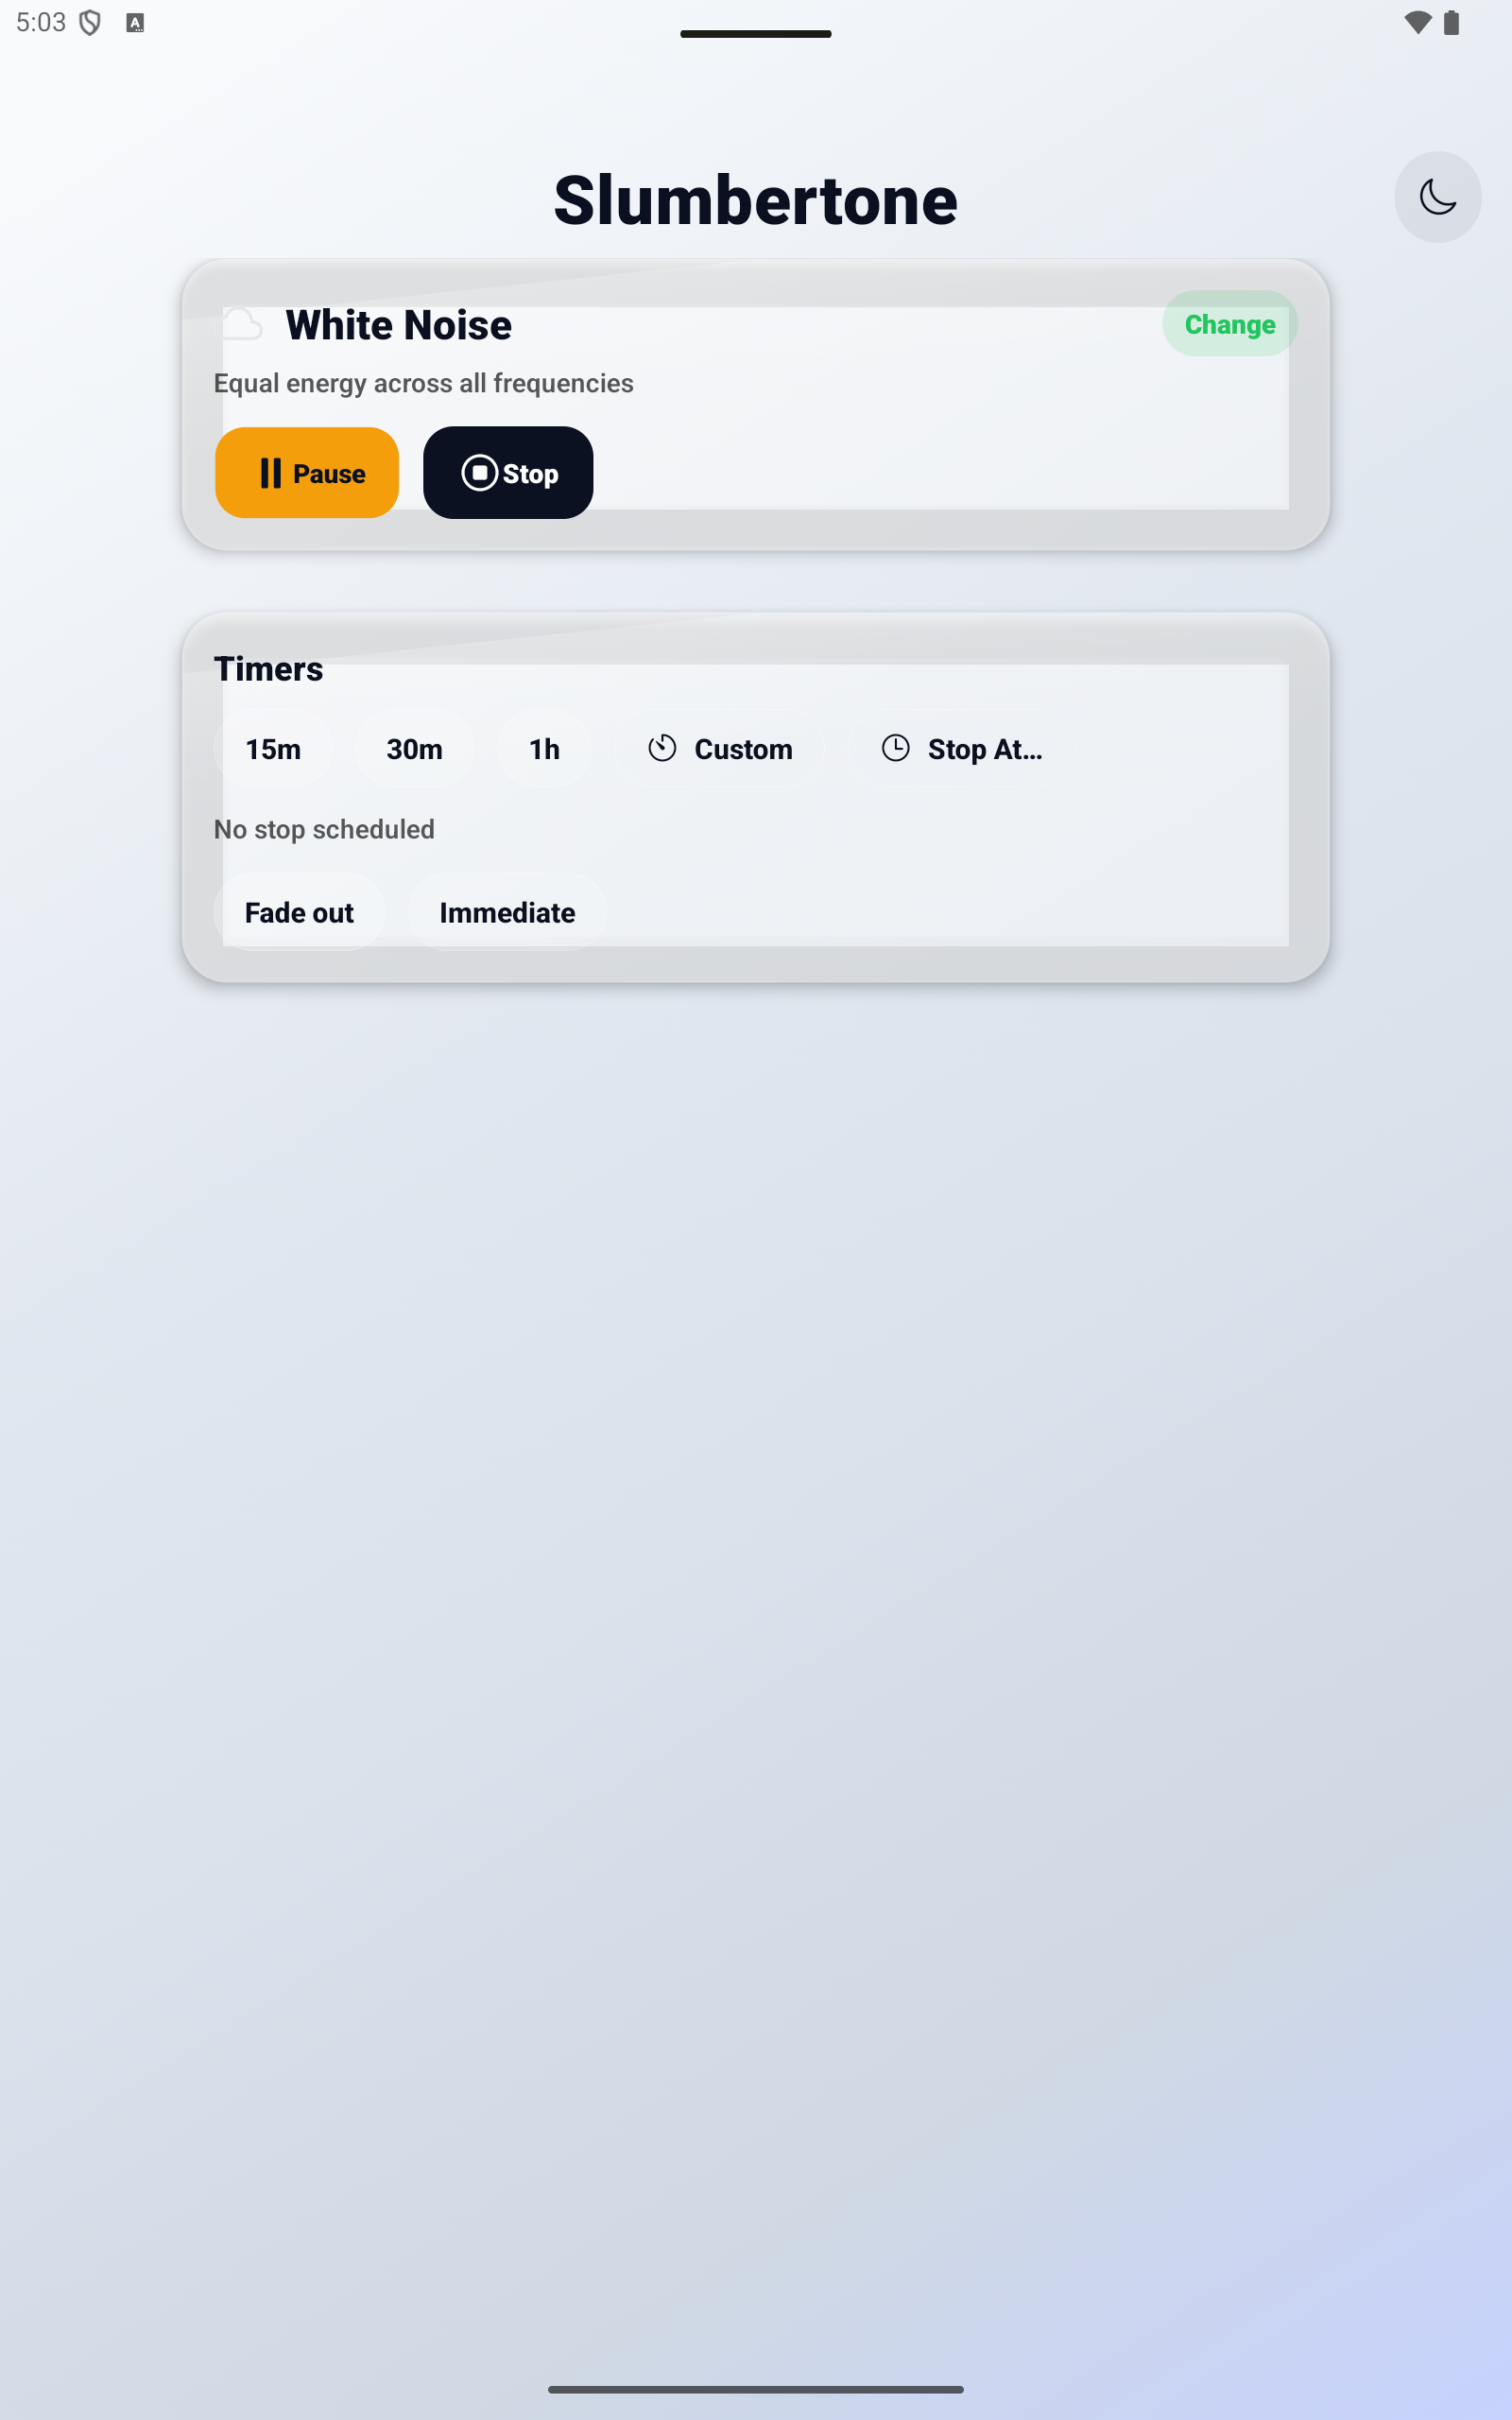 5:03
Slumbertone
White Noise
Change
Equal energy across all frequencies
Pause
Stop
Timers
15m
30m
1h
Custom
Stop At...
No stop scheduled
Fade out
Immediate